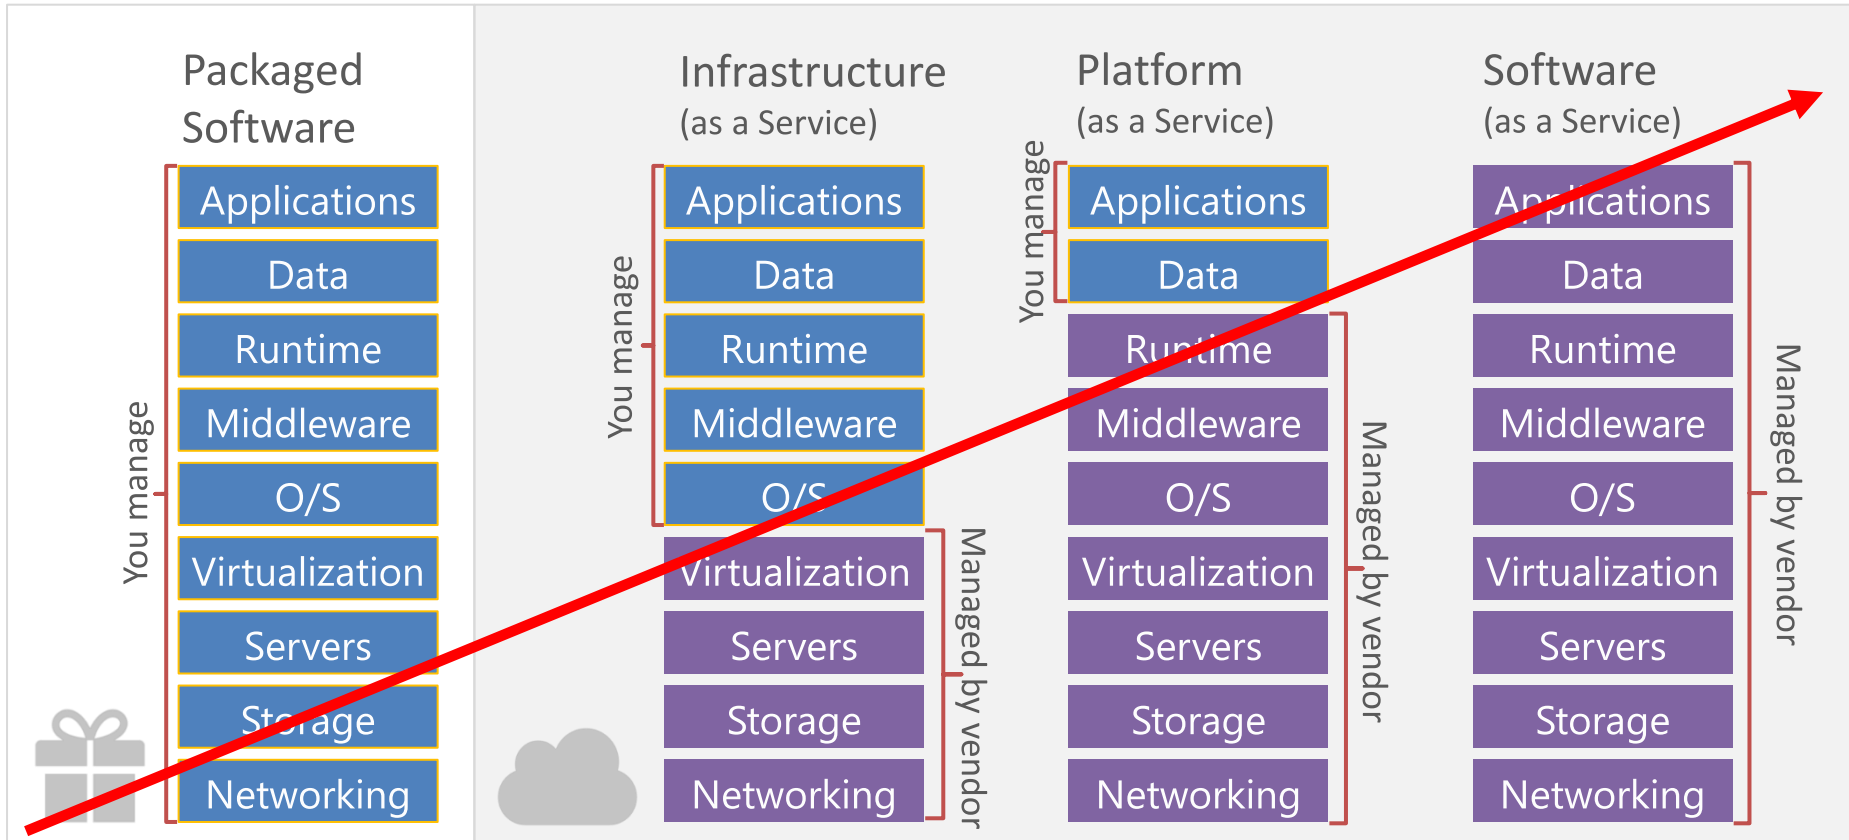 Packaged
Software
You manage
Applications
Data
Runtime
Middleware
O/S
Virtualization
Servers
Storage
Networking
Infrastructure
(as a Service)
You manage
Applications
Data
Runtime
Middleware
O/S
Virtualization
Servers
Storage
Networking
Managed by vendor
Platform
(as a Service)
You manage
Applications
Data
Runtime
Middleware
O/S
Virtualization
Servers
Storage
Networking
Managed by vendor
Software
(as a Service)
Applications
Data
Runtime
Middleware
O/S
Virtualization
Servers
Storage
Networking
Managed by vendor